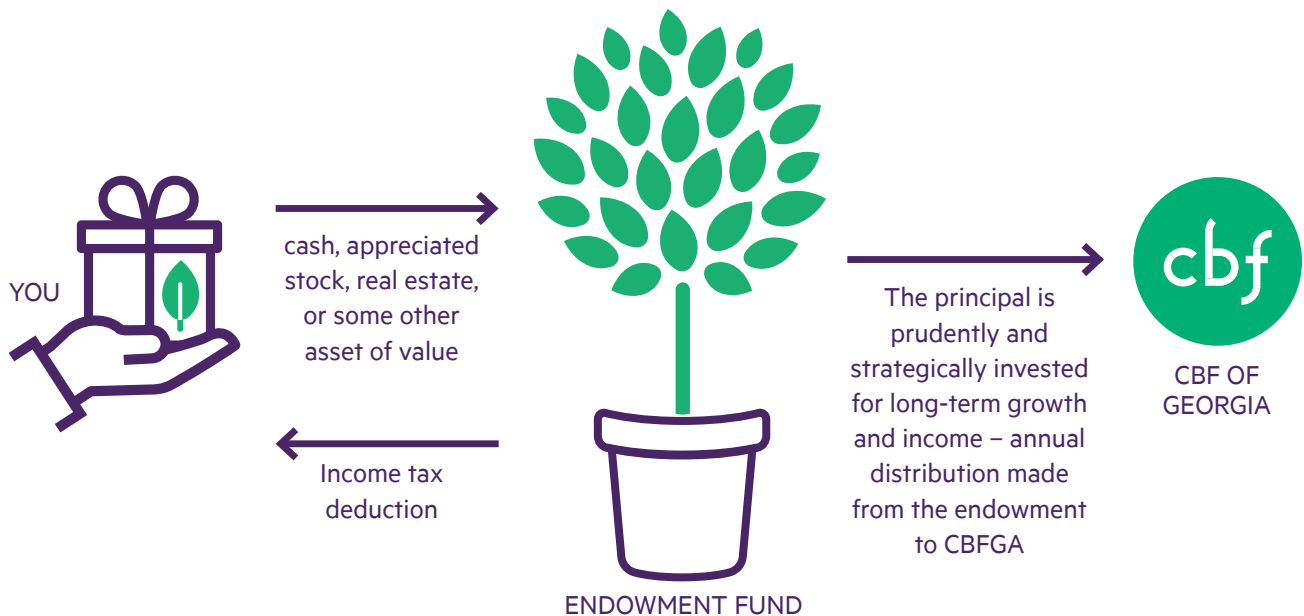 YOU
cash, appreciated
stock, real estate,
or some other
asset of value
Income tax
deduction
ENDOWMENT FUND
The principal is
prudently and
strategically invested
for long-term growth
and income – annual
distribution made
from the endowment
to CBFGA
cbf
CBF OF
GEORGIA